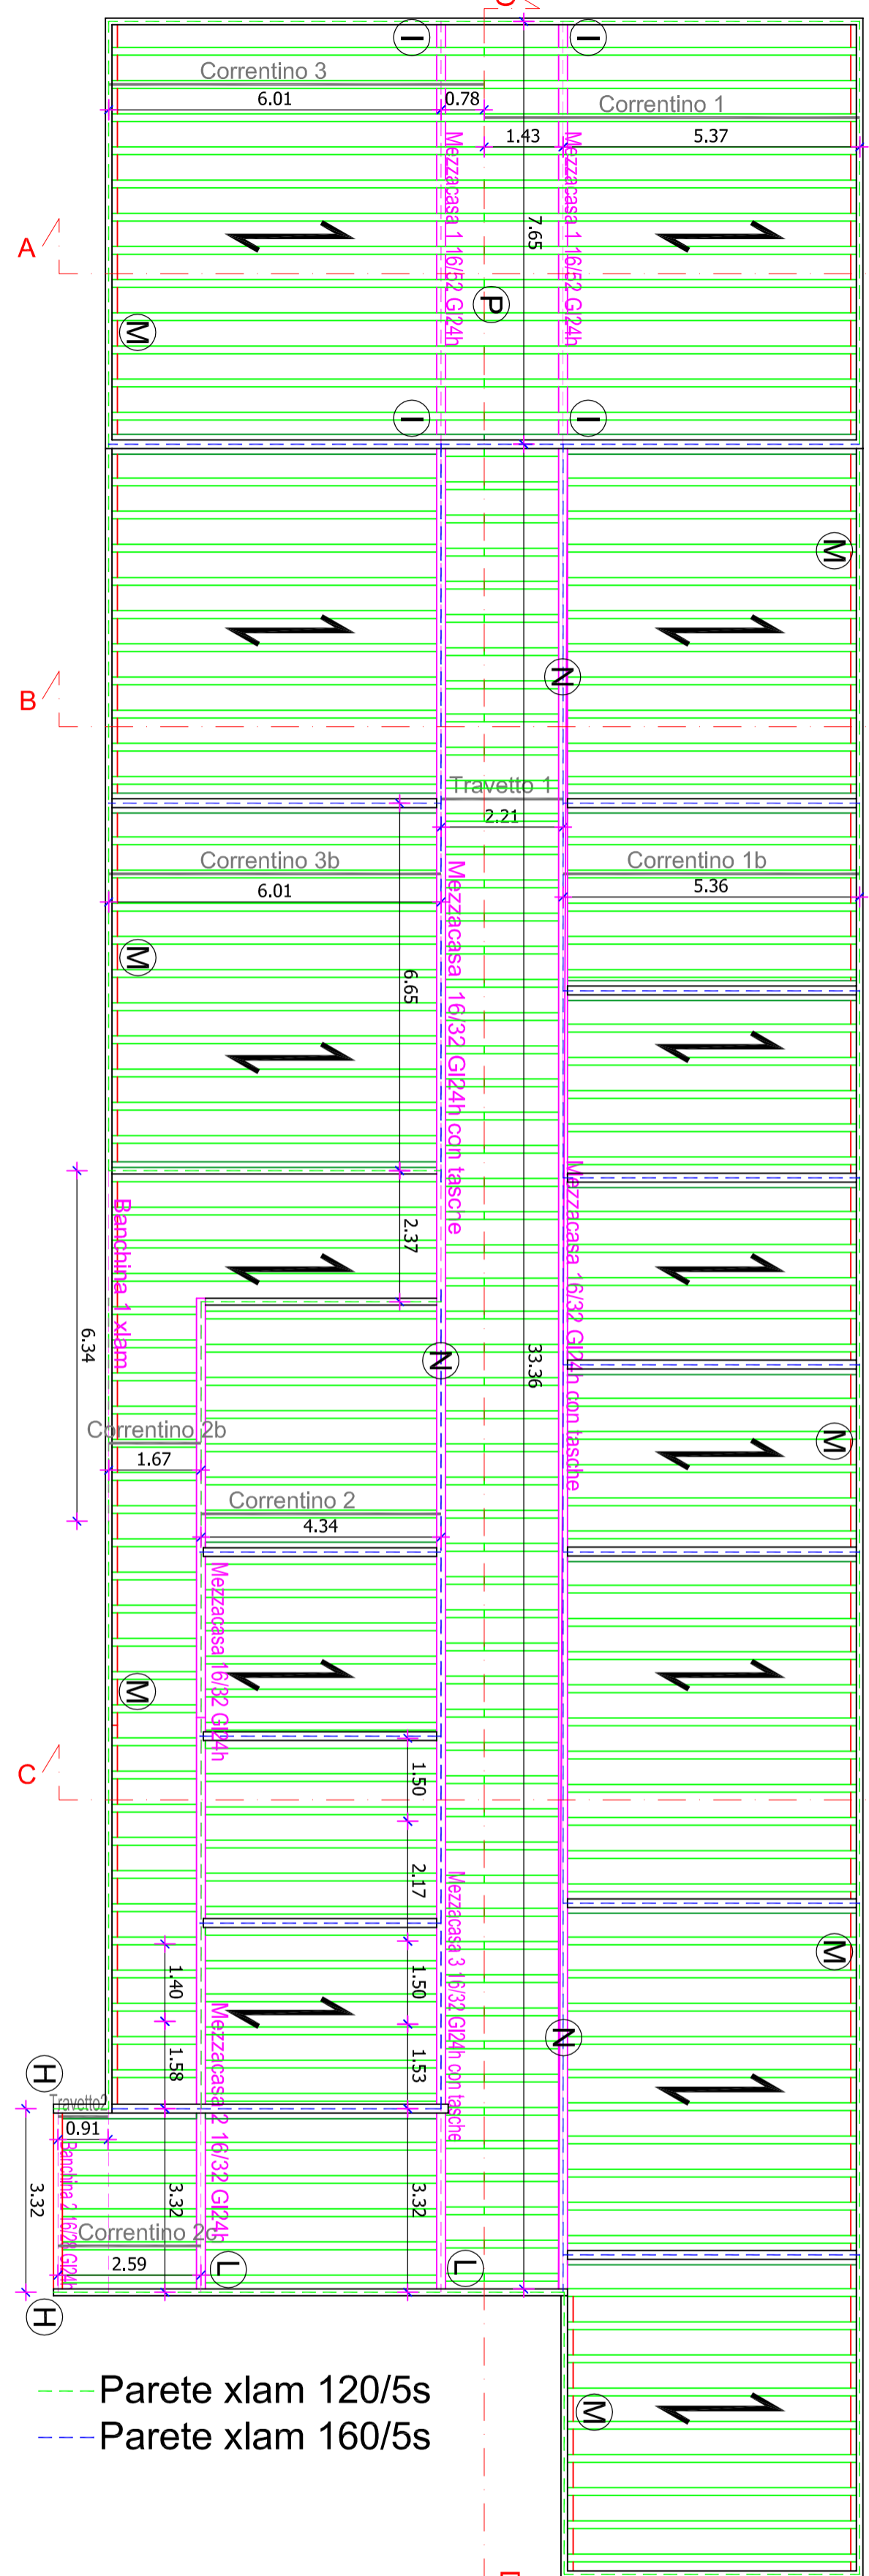 I
I
Correntino 3
6.01
0.78
Correntino 1
1.43
5.37
Mezzacasa 1 16/52 Gl24h
Mezzacasa 1 16/52 Gl24h
7.65
A
P
M
I
I
M
B
N
Travetto 1
2.21
Correntino 3b
6.01
Correntino 1b
5.36
Mezzacasa 16/32 Gl24h con tasche
M
6.65
Mezzacasa 16/32 Gl24h con tasche
Banchina 1 xlam
2.37
6.34
33.36
N
Correntino 2b
1.67
M
Correntino 2
4.34
Mezzacasa 16/32 Gl24h
M
C
1.50
2.17
Mezzacasa 3 16/32 Gl24h con tasche
1.40
1.50
M
Mezzacasa 2 16/32 Gl24h
1.58
1.53
N
H
Travetto2
0.91
Banchina 2 16/28 Gl24h
3.32
3.32
3.32
Correntino 2c
2.59
L
L
H
Parete xlam 120/5s
Parete xlam 160/5s
M